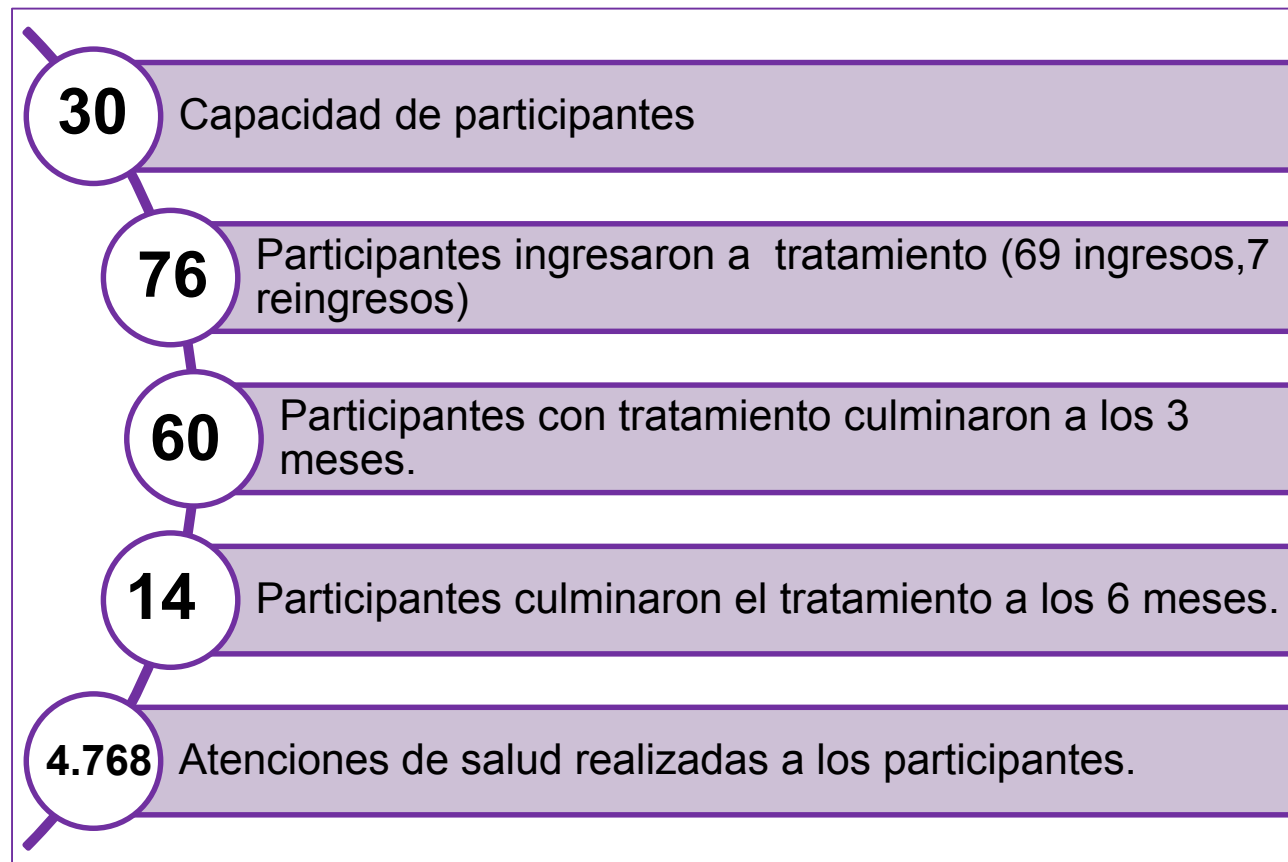 30
Capacidad de participantes
76
Participantes ingresaron a  tratamiento (69 ingresos,7
reingresos)
60
Participantes con tratamiento culminaron a los 3
meses.
14
Participantes culminaron el tratamiento a los 6 meses.
4.768
Atenciones de salud realizadas a los participantes.